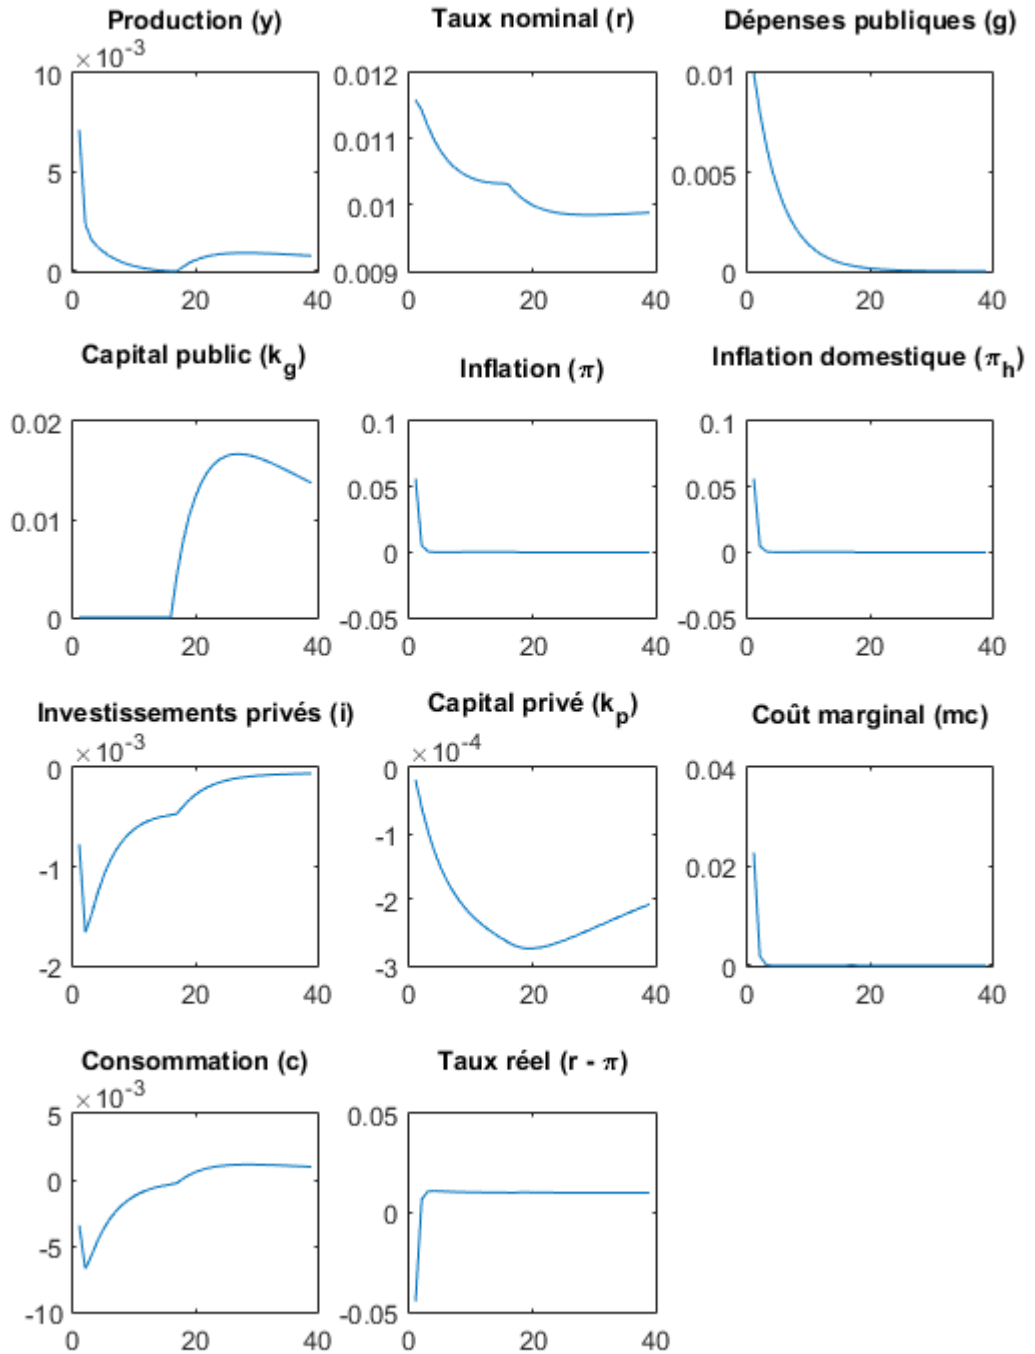 Production (y)
Taux nominal (r)
Dépenses publiques (g)
× 10-3
10
5
0
0 20 40
0.012
0.011
0.01
0.009
0 20 40
0.01
0.005
0
0 20 40
Capital public (kg)
Inflation (π)
Inflation domestique (πh)
0.02
0.01
0
0 20 40
0.1
0.05
0
-0.05
0 20 40
0.1
0.05
0
-0.05
0 20 40
Investissements privés (i)
Capital privé (kp)
Coût marginal (mc)
× 10-3
0
-1
-2
0 20 40
× 10-4
0
-1
-2
-3
0 20 40
0.04
0.02
0
0 20 40
Consommation (c)
Taux réel (r - π)
× 10-3
5
0
-5
-10
0 20 40
0.05
0
-0.05
0 20 40